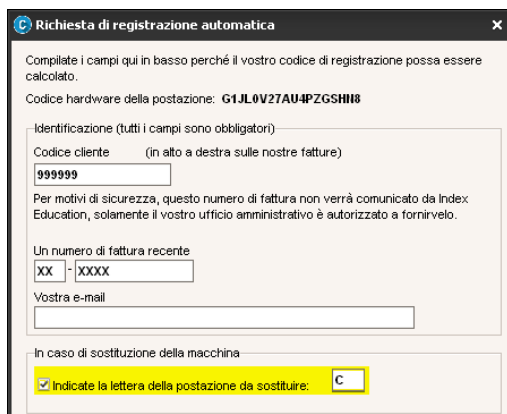 C Richiesta di registrazione automatica ×
Compilate i campi qui in basso perché il vostro codice di registrazione possa essere
calcolato.
Codice hardware della postazione: G1JL0V27AU4PZGSHN8
Identificazione (tutti i campi sono obbligatori)
Codice cliente (in alto a destra sulle nostre fatture)
999999
Per motivi di sicurezza, questo numero di fattura non verrà comunicato da Index
Education, solamente il vostro ufficio amministrativo è autorizzato a fornirvelo.
Un numero di fattura recente
XX - XXXX
Vostra e-mail
In caso di sostituzione della macchina
Indicate la lettera della postazione da sostituire: C